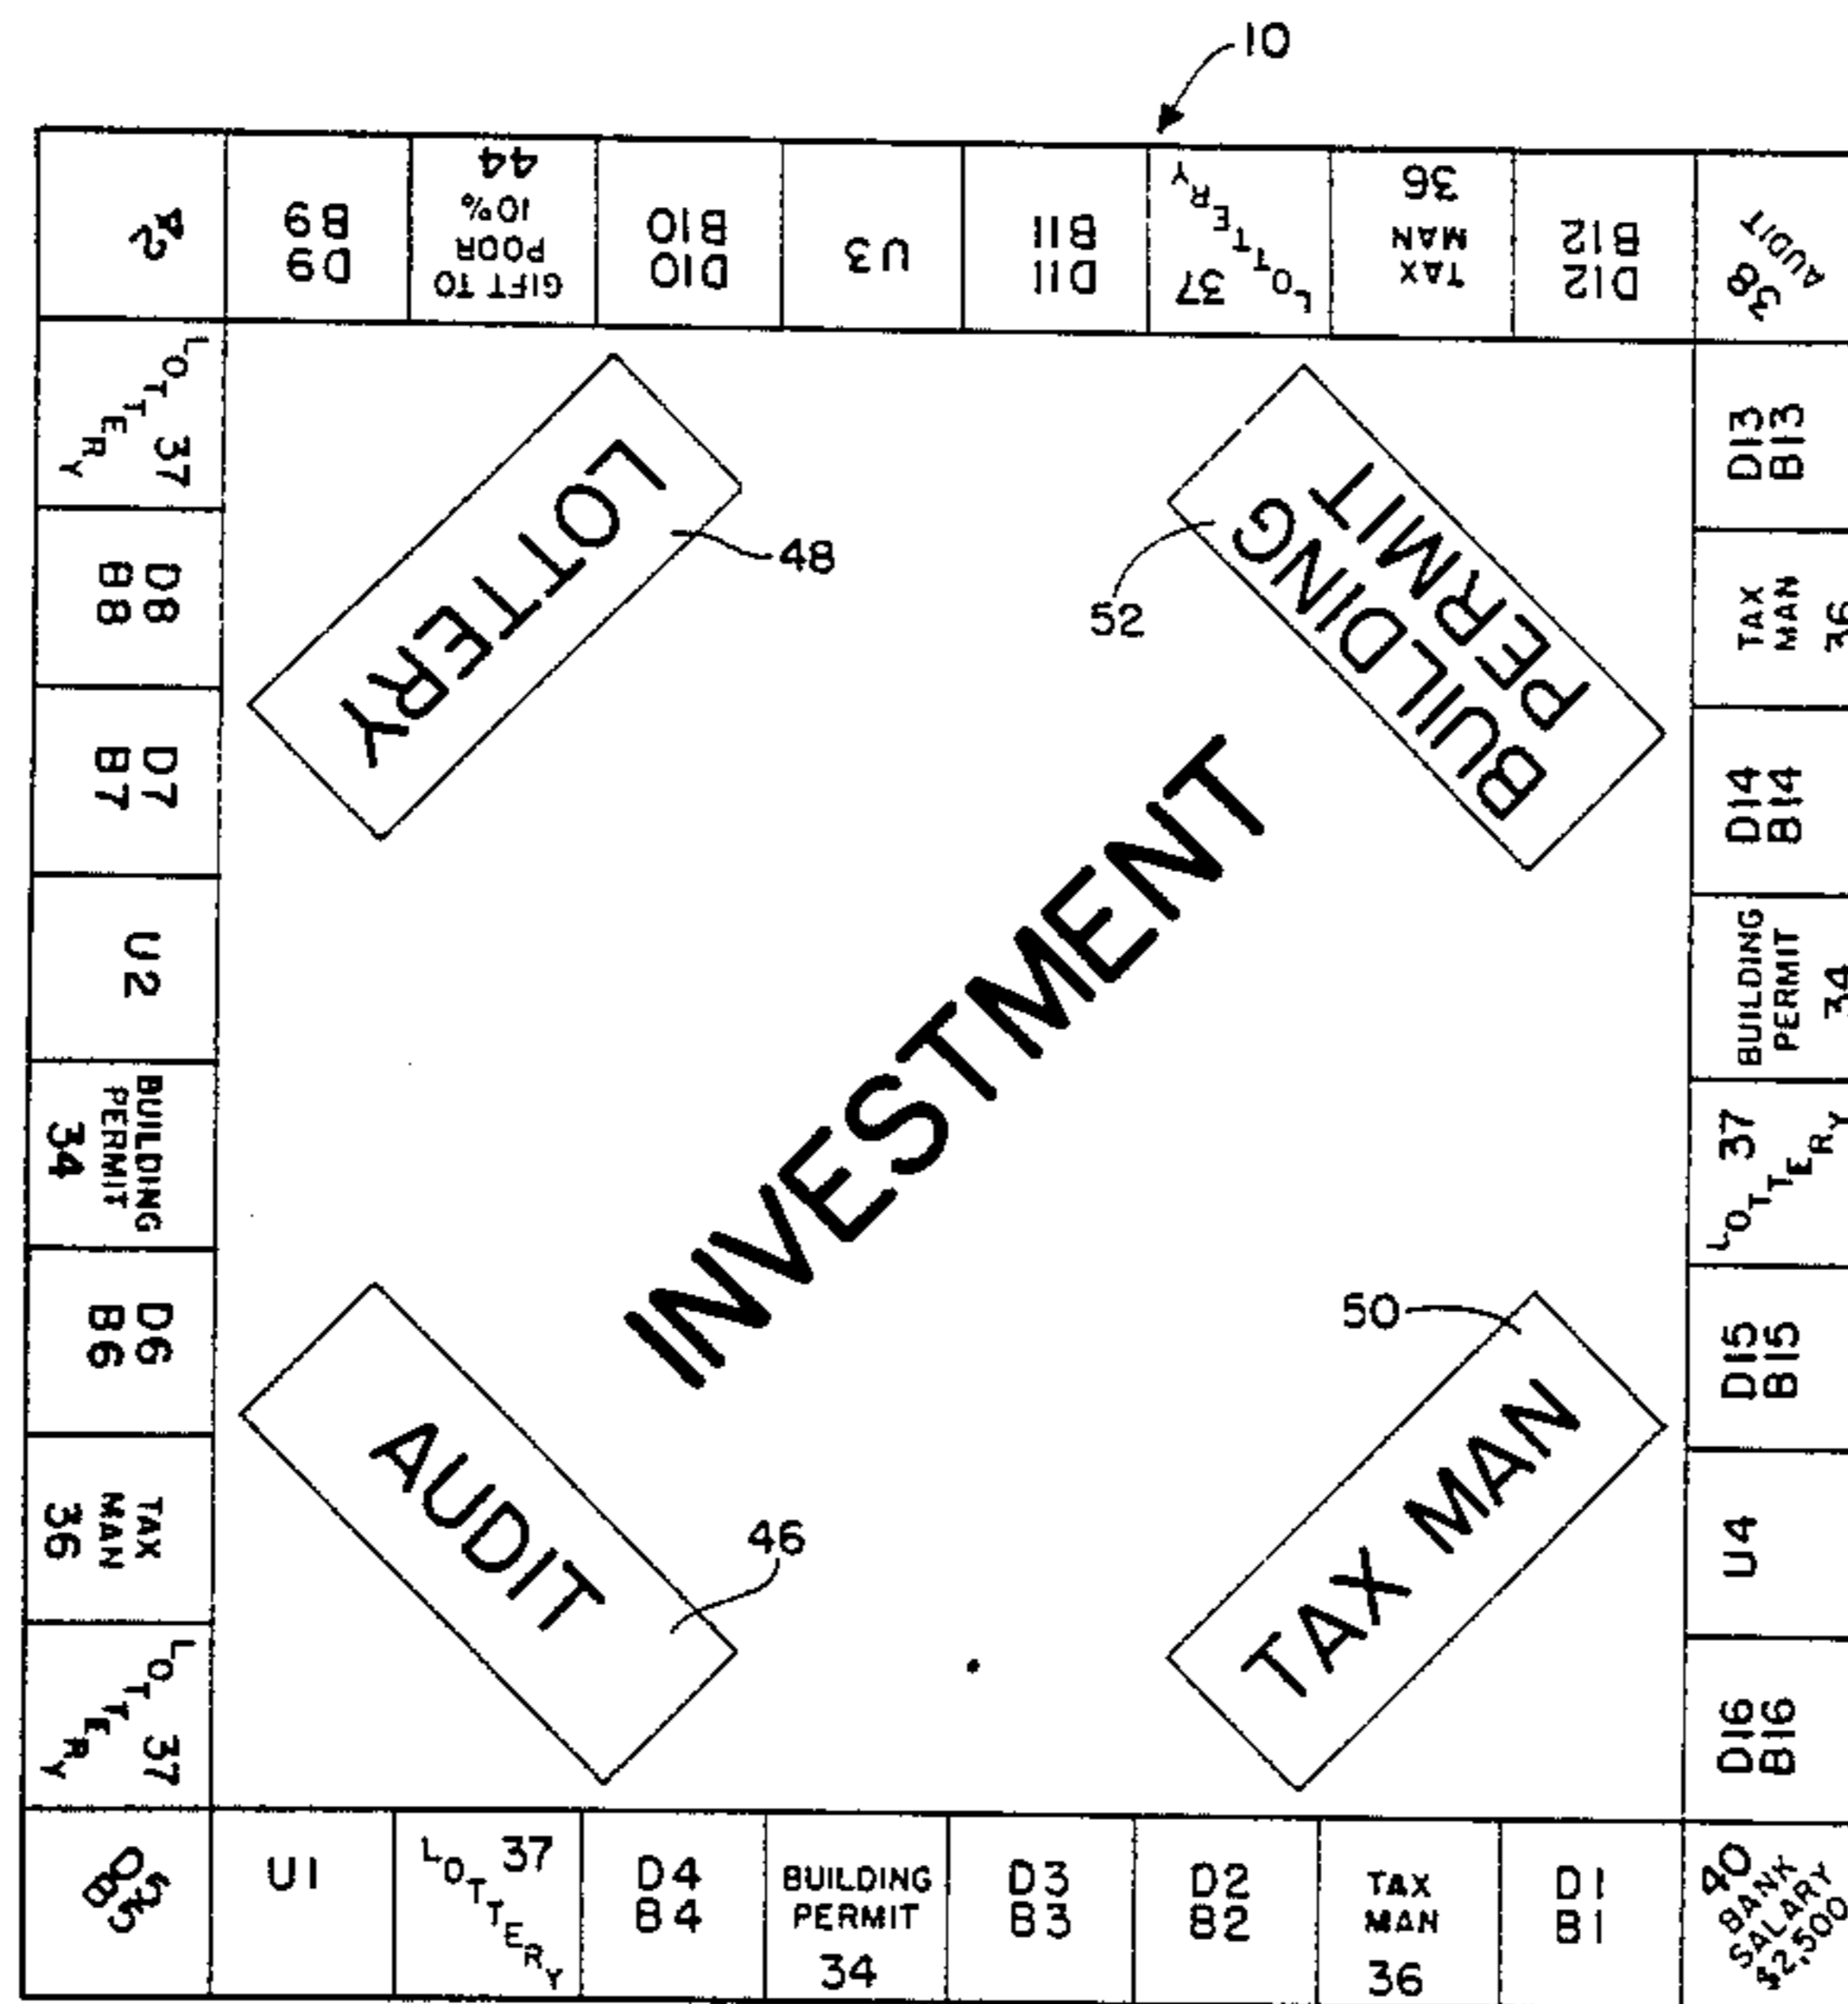 10
42
D9
B9
GIFT TO
POOR
10%
44
D10
B10
U3
D11
B11
LOTTERY
37
TAX
MAN
36
D12
B12
AUDIT
38
LOTTERY
37
D8
B8
D7
B7
U2
BUILDING
PERMIT
34
D6
B6
TAX
MAN
36
LOTTERY
37
LOTTERY
48
BUILDING
PERMIT
52
INVESTMENT
AUDIT
46
TAX MAN
50
D13
B13
TAX
MAN
36
D14
B14
BUILDING
PERMIT
34
LOTTERY
37
D15
B15
U4
D16
B16
D5
B5
U1
LOTTERY
37
D4
B4
BUILDING
PERMIT
34
D3
B3
D2
B2
TAX
MAN
36
D1
B1
40
BANK
SALARY
$2,500